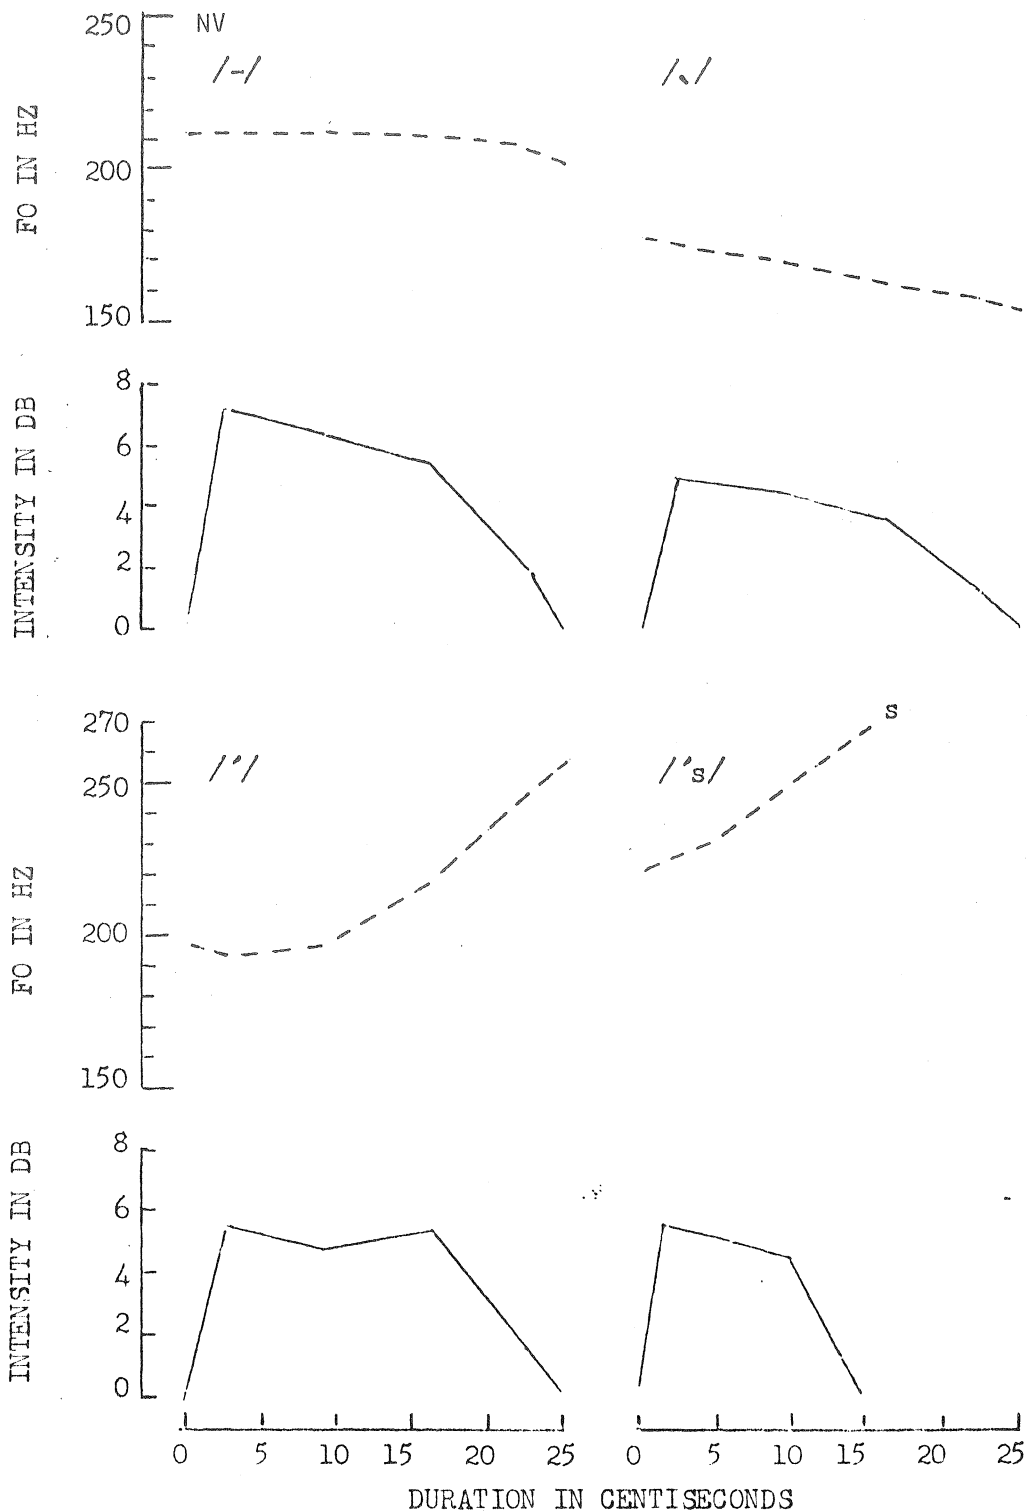 250 NV
/-/ /ˎ/
FO IN HZ
200
150
8
INTENSITY IN DB
6
4
2
0
270 s
/ˊ/ /ˊs/
250
FO IN HZ
200
150
8
INTENSITY IN DB
6
4
2
0
0 5 10 15 20 25 0 5 10 15 20 25
DURATION IN CENTISECONDS